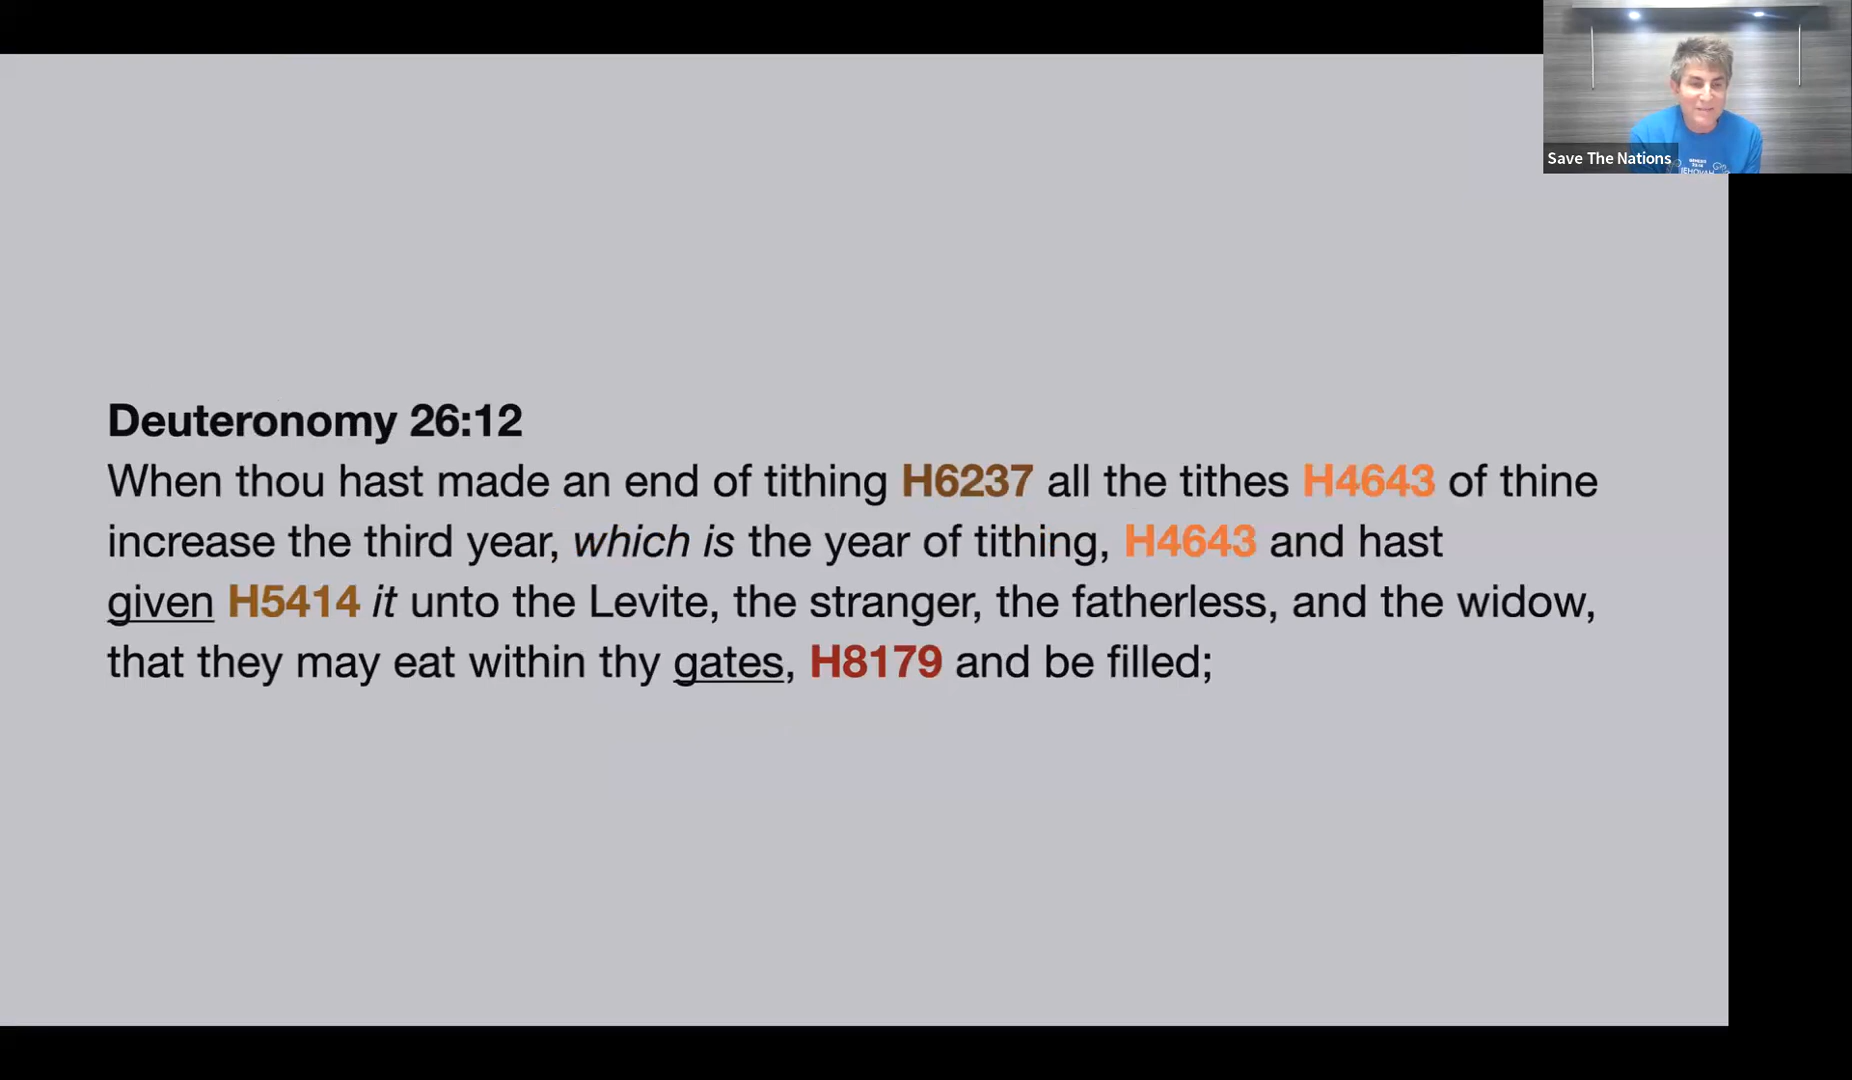 Save The Nations
GENESIS
JEHOVAH
Deuteronomy 26:12
When thou hast made an end of tithing H6237 all the tithes H4643 of thine
increase the third year, which is the year of tithing, H4643 and hast
given H5414 it unto the Levite, the stranger, the fatherless, and the widow,
that they may eat within thy gates, H8179 and be filled;